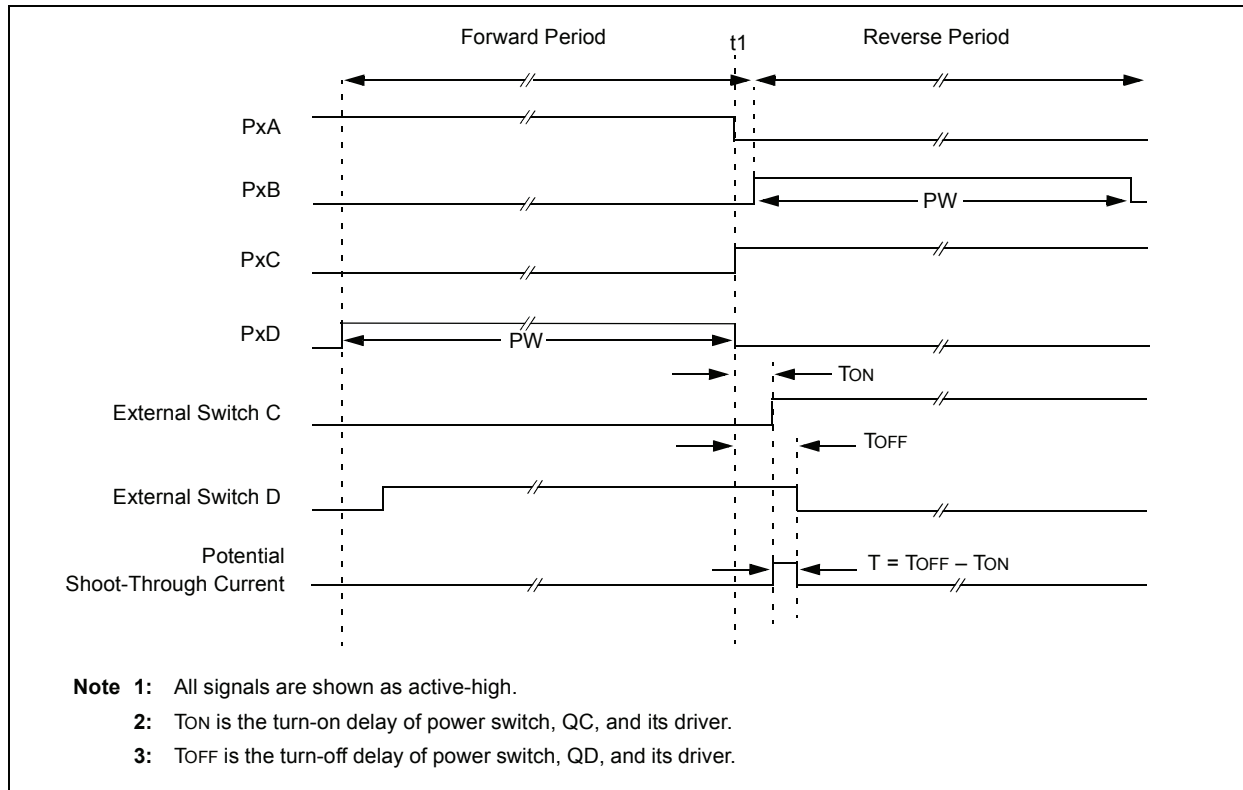 Forward Period
t1
Reverse Period
PxA
PxB
PW
PxC
PxD
PW
TON
External Switch C
TOFF
External Switch D
Potential
Shoot-Through Current
T = TOFF – TON
Note 1: All signals are shown as active-high.
2: TON is the turn-on delay of power switch, QC, and its driver.
3: TOFF is the turn-off delay of power switch, QD, and its driver.